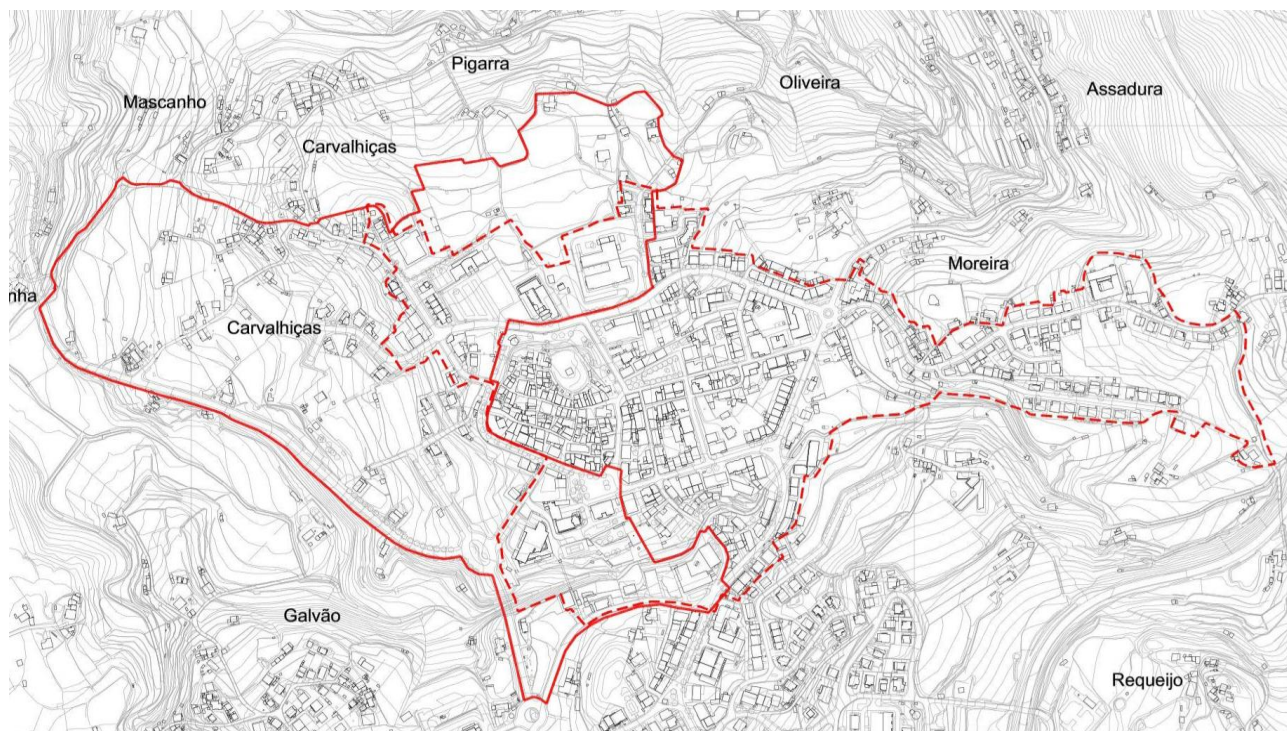 Pigarra
Oliveira
Assadura
Mascanho
Carvalhiças
Moreira
nha
Carvalhiças
Galvão
Requeijo